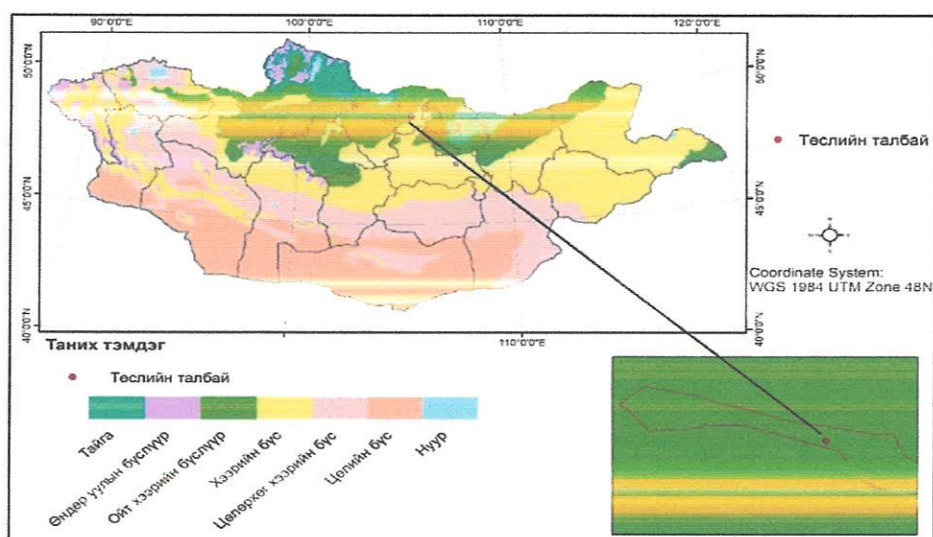 90°0'0"E 100°0'0"E 110°0'0"E 120°0'0"E
50°0'0"N 50°0'0"N
Төслийн талбай
45°0'0"N 45°0'0"N
Coordinate System:
WGS 1984 UTM Zone 48N
40°0'0"N 40°0'0"N
Таних тэмдэг
110°0'0"E
Төслийн талбай
Тайга
Өндөр уулын бүслүүр
Ойт хээрийн бүслүүр
Хээрийн бүс
Цөлөрхөг хээрийн бүс
Цөлийн бүс
Нуур